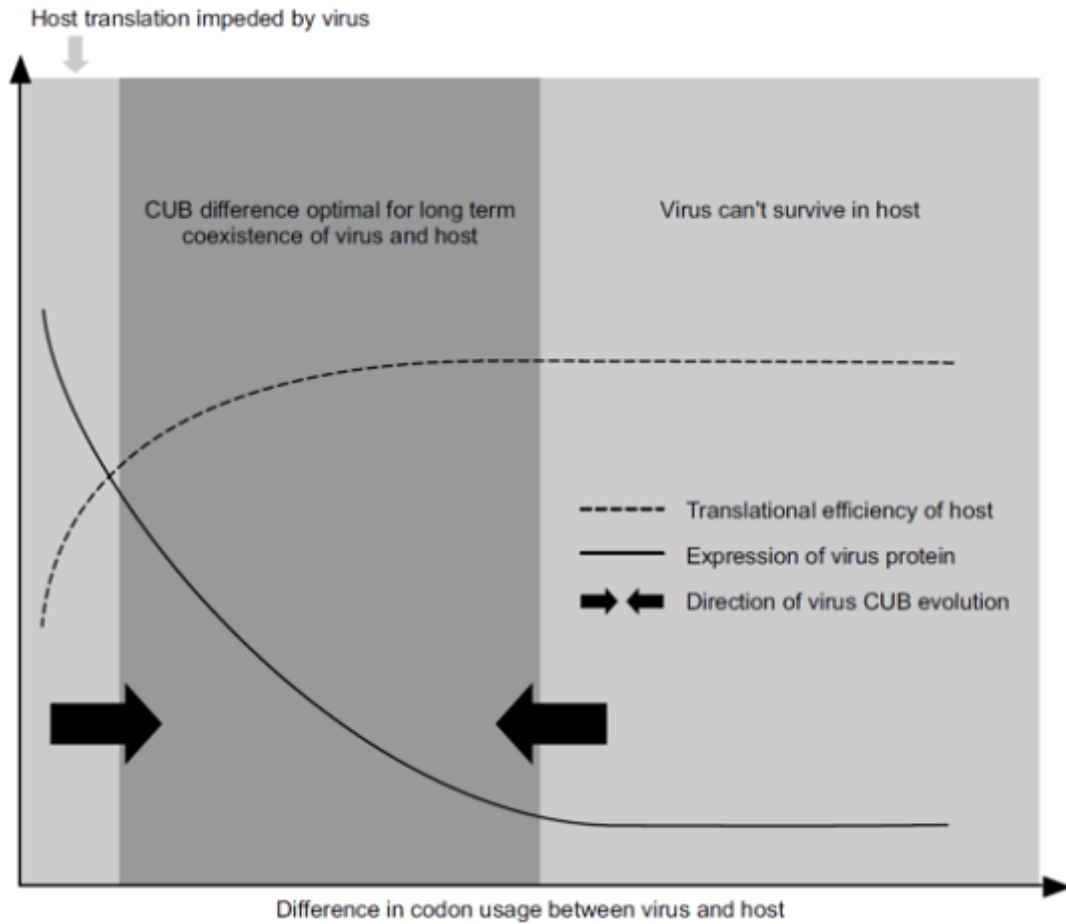 Host translation impeded by virus
CUB difference optimal for long term
coexistence of virus and host
Virus can't survive in host
Translational efficiency of host
Expression of virus protein
Direction of virus CUB evolution
Difference in codon usage between virus and host